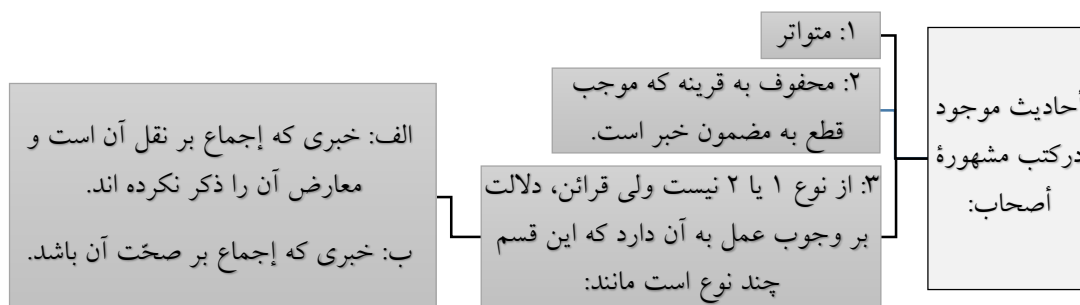 أحادیث موجود
درکتب مشهورۀ
أصحاب:
۱: متواتر
۲: محفوف به قرینه که موجب
قطع به مضمون خبر است.
۳: از نوع ۱ یا ۲ نیست ولی قرائن، دلالت
بر وجوب عمل به آن دارد که این قسم
چند نوع است مانند:
الف: خبری که إجماع بر نقل آن است و
معارض آن را ذکر نکرده اند.
ب: خبری که إجماع بر صحّت آن باشد.